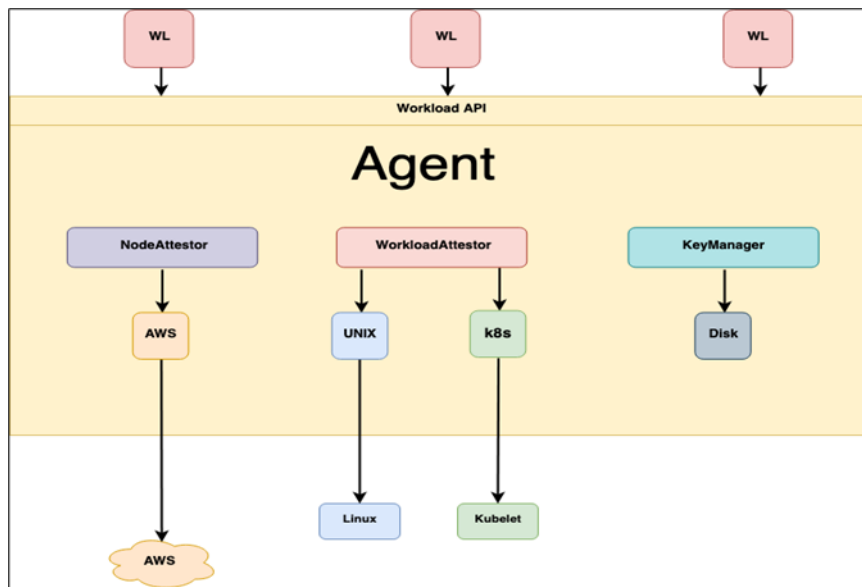 WL
WL
WL
Workload API
Agent
NodeAttestor
WorkloadAttestor
KeyManager
AWS
UNIX
k8s
Disk
Linux
Kubelet
AWS